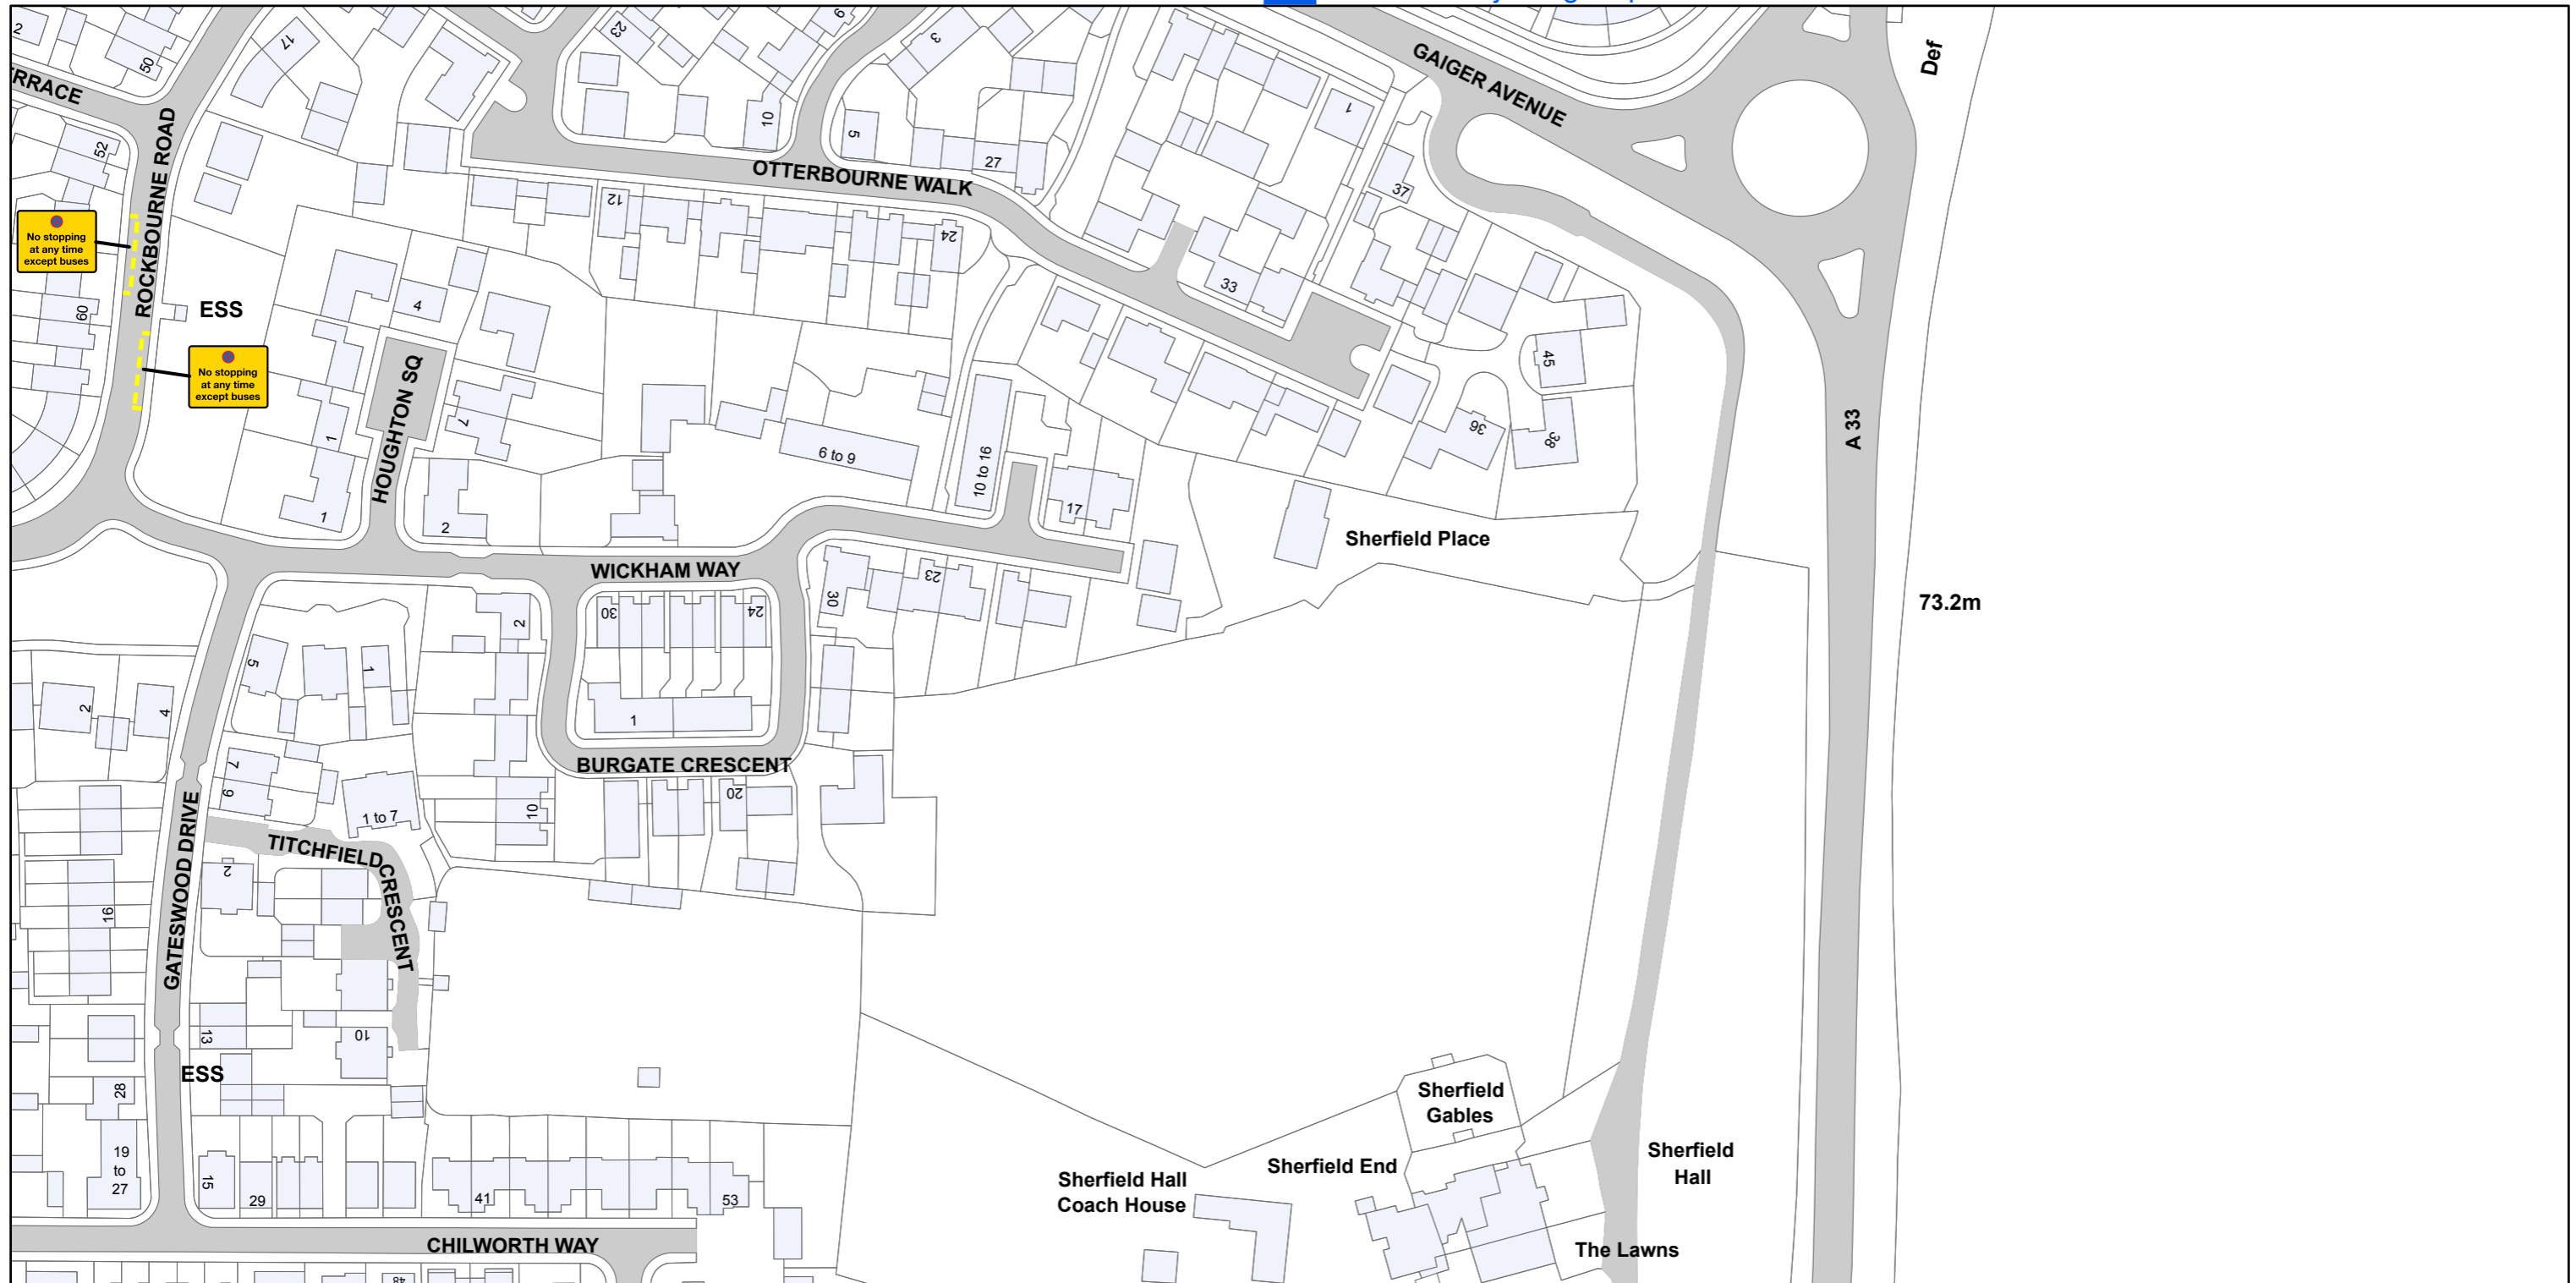 GAIGER AVENUE
Def
2
50
17
23
9
3
RRACE
10
5
27
1
52
ROCKBOURNE ROAD
OTTERBOURNE WALK
37
12
24
No stopping
at any time
except buses
ESS
60
4
33
No stopping
at any time
except buses
HOUGHTON SQ
1
7
6 to 9
10 to 16
45
36
38
A 33
1
2
17
Sherfield Place
WICKHAM WAY
23
30
30
24
73.2m
2
5
1
2
4
1
BURGATE CRESCENT
7
9
1 to 7
10
20
GATESWOOD DRIVE
TITCHFIELD
CRESCENT
2
16
13
10
ESS
28
19
to
27
15
29
41
53
Sherfield
Gables
Sherfield End
Sherfield
Hall
Sherfield Hall
Coach House
CHILWORTH WAY
The Lawns
48